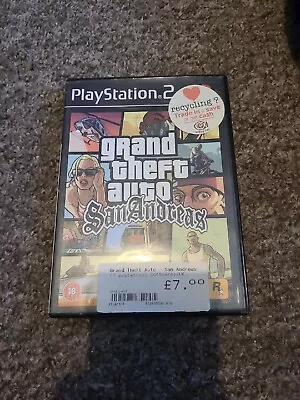 PlayStation 2
recycling?
Trade in & save
cash
grand
theft
auto
San Andreas
Grand Theft Auto San Andreas
£7.00
18
R